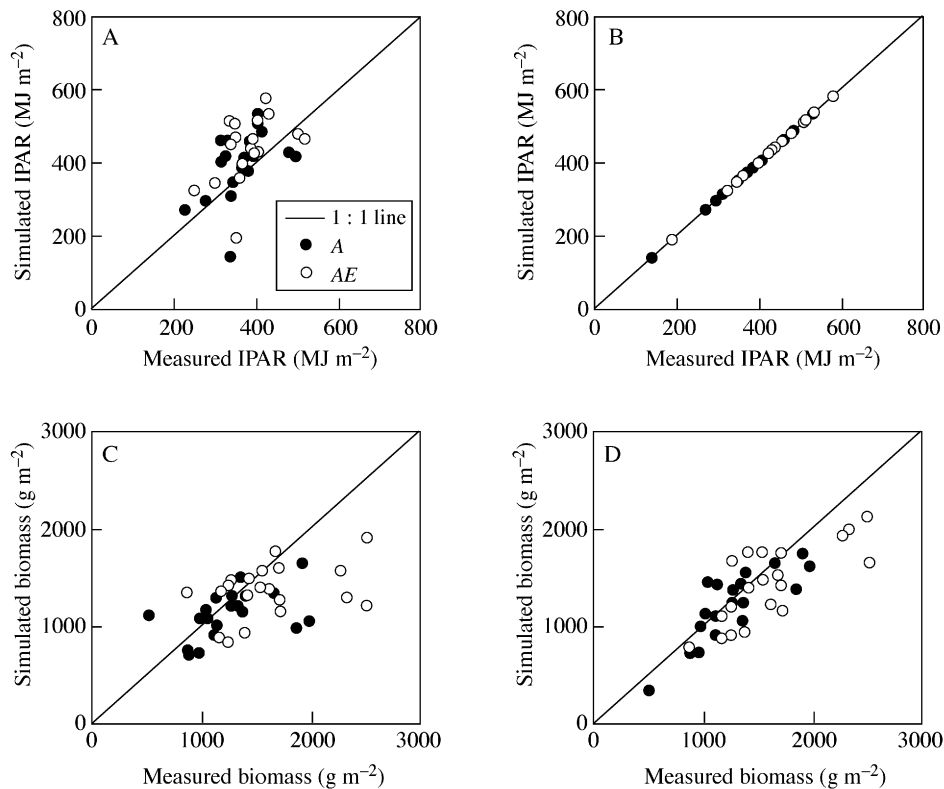 A
Simulated IPAR (MJ m⁻²)
800
600
400
200
0
0 200 400 600 800
Measured IPAR (MJ m⁻²)
1 : 1 line
A
AE
B
Simulated IPAR (MJ m⁻²)
800
600
400
200
0
0 200 400 600 800
Measured IPAR (MJ m⁻²)
C
Simulated biomass (g m⁻²)
3000
2000
1000
0
0 1000 2000 3000
Measured biomass (g m⁻²)
D
Simulated biomass (g m⁻²)
3000
2000
1000
0
0 1000 2000 3000
Measured biomass (g m⁻²)